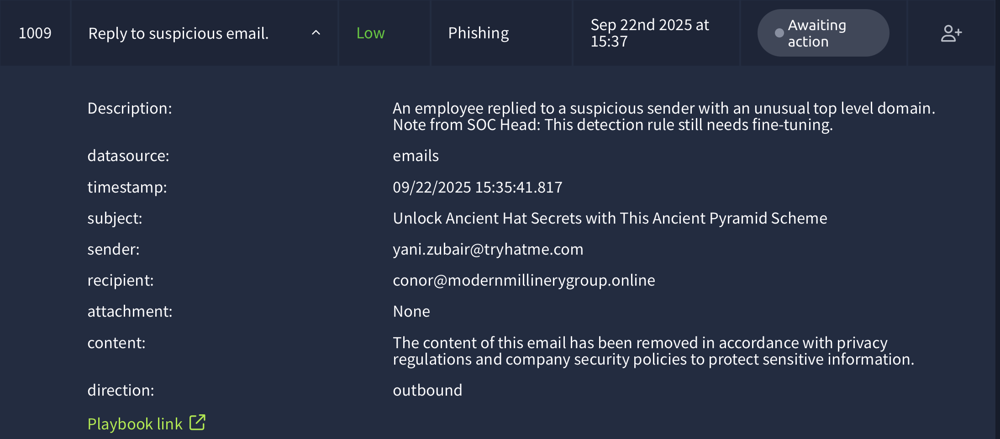 1009
Reply to suspicious email.
Low
Phishing
Sep 22nd 2025 at
15:37
Awaiting
action
Description:
An employee replied to a suspicious sender with an unusual top level domain.
Note from SOC Head: This detection rule still needs fine-tuning.
datasource:
emails
timestamp:
09/22/2025 15:35:41.817
subject:
Unlock Ancient Hat Secrets with This Ancient Pyramid Scheme
sender:
yani.zubair@tryhatme.com
recipient:
conor@modernmillinerygroup.online
attachment:
None
content:
The content of this email has been removed in accordance with privacy
regulations and company security policies to protect sensitive information.
direction:
outbound
Playbook link